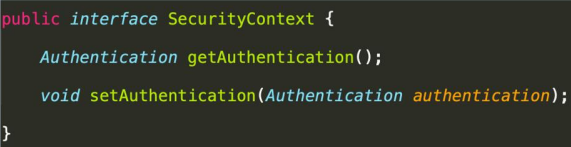 public interface SecurityContext {
Authentication getAuthentication();
void setAuthentication(Authentication authentication);
}